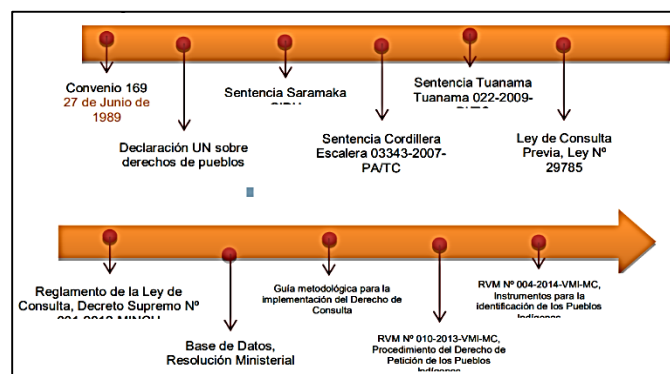 Convenio 169
27 de Junio de
1989
Declaración UN sobre
derechos de pueblos
Sentencia Saramaka
Sentencia Cordillera
Escalera 03343-2007-
PA/TC
Sentencia Tuanama
Tuanama 022-2009-
Ley de Consulta
Previa, Ley Nº
29785
Reglamento de la Ley de
Consulta, Decreto Supremo Nº
Base de Datos,
Resolución Ministerial
Guía metodológica para la
implementación del Derecho de
Consulta
RVM Nº 010-2013-VMI-MC,
Procedimiento del Derecho de
Petición de los Pueblos
Indígenas
RVM Nº 004-2014-VMI-MC,
Instrumentos para la
identificación de los Pueblos
Indígenas